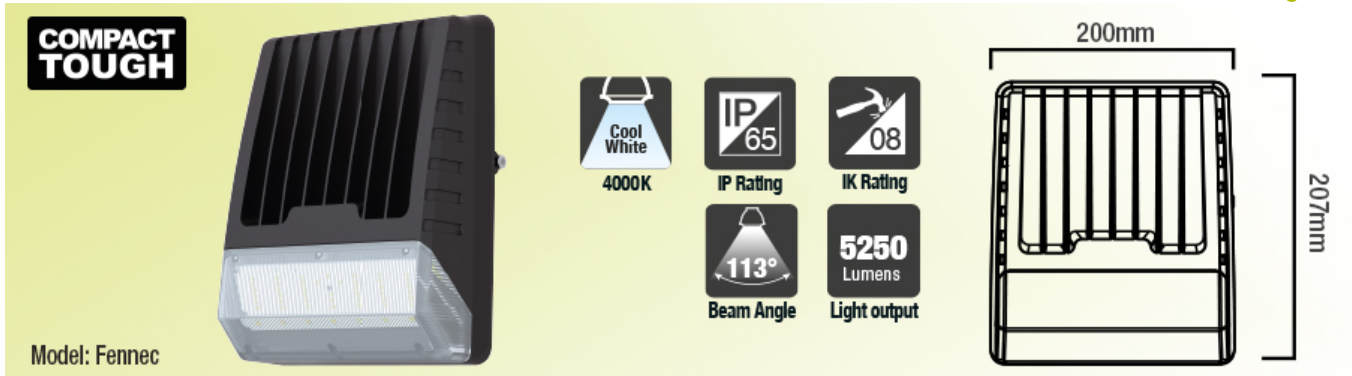 COMPACT
TOUGH
Cool
White
4000K
IP
65
IP Rating
08
IK Rating
113°
Beam Angle
5250
Lumens
Light output
200mm
207mm
Model: Fennec